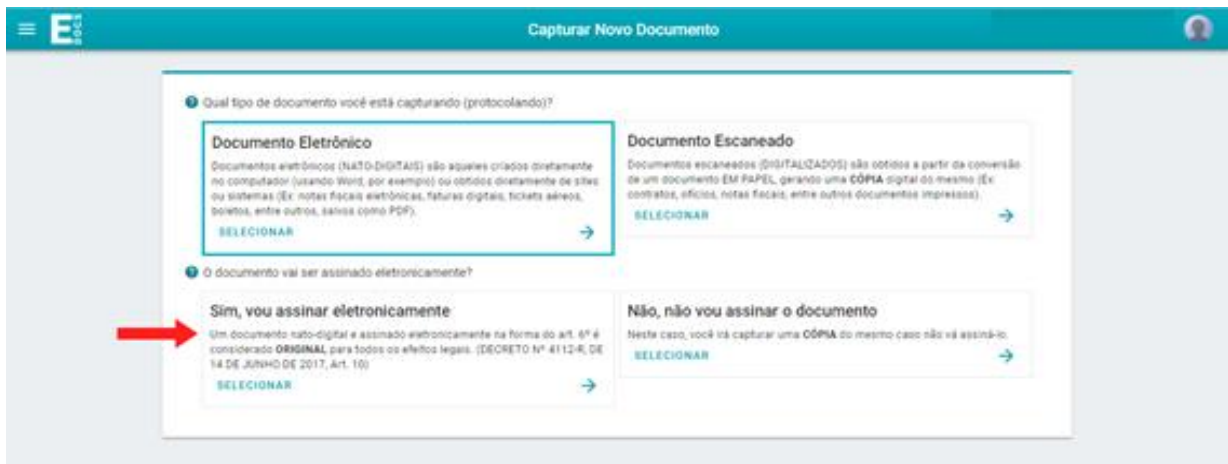 E DOCS
Capturar Novo Documento
Qual tipo de documento você está capturando (protocolando)?
Documento Eletrônico
Documentos eletrônicos (NATO-DIGITAIS) são aqueles criados diretamente
no computador (usando Word, por exemplo) ou obtidos diretamente de sites
ou sistemas (Ex: notas fiscais eletrônicas, faturas digitais, tickets aéreos,
boletos, entre outros, salvos como PDF).
SELECIONAR
Documento Escaneado
Documentos escaneados (DIGITALIZADOS) são obtidos a partir da conversão
de um documento EM PAPEL, gerando uma CÓPIA digital do mesmo (Ex:
contratos, ofícios, notas fiscais, entre outros documentos impressos).
SELECIONAR
O documento vai ser assinado eletronicamente?
Sim, vou assinar eletronicamente
Um documento nato-digital e assinado eletronicamente na forma do art. 6º é
considerado ORIGINAL para todos os efeitos legais. (DECRETO Nº 4112-R, DE
14 DE JUNHO DE 2017, Art. 10)
SELECIONAR
Não, não vou assinar o documento
Neste caso, você irá capturar uma CÓPIA do mesmo caso não vá assiná-lo.
SELECIONAR